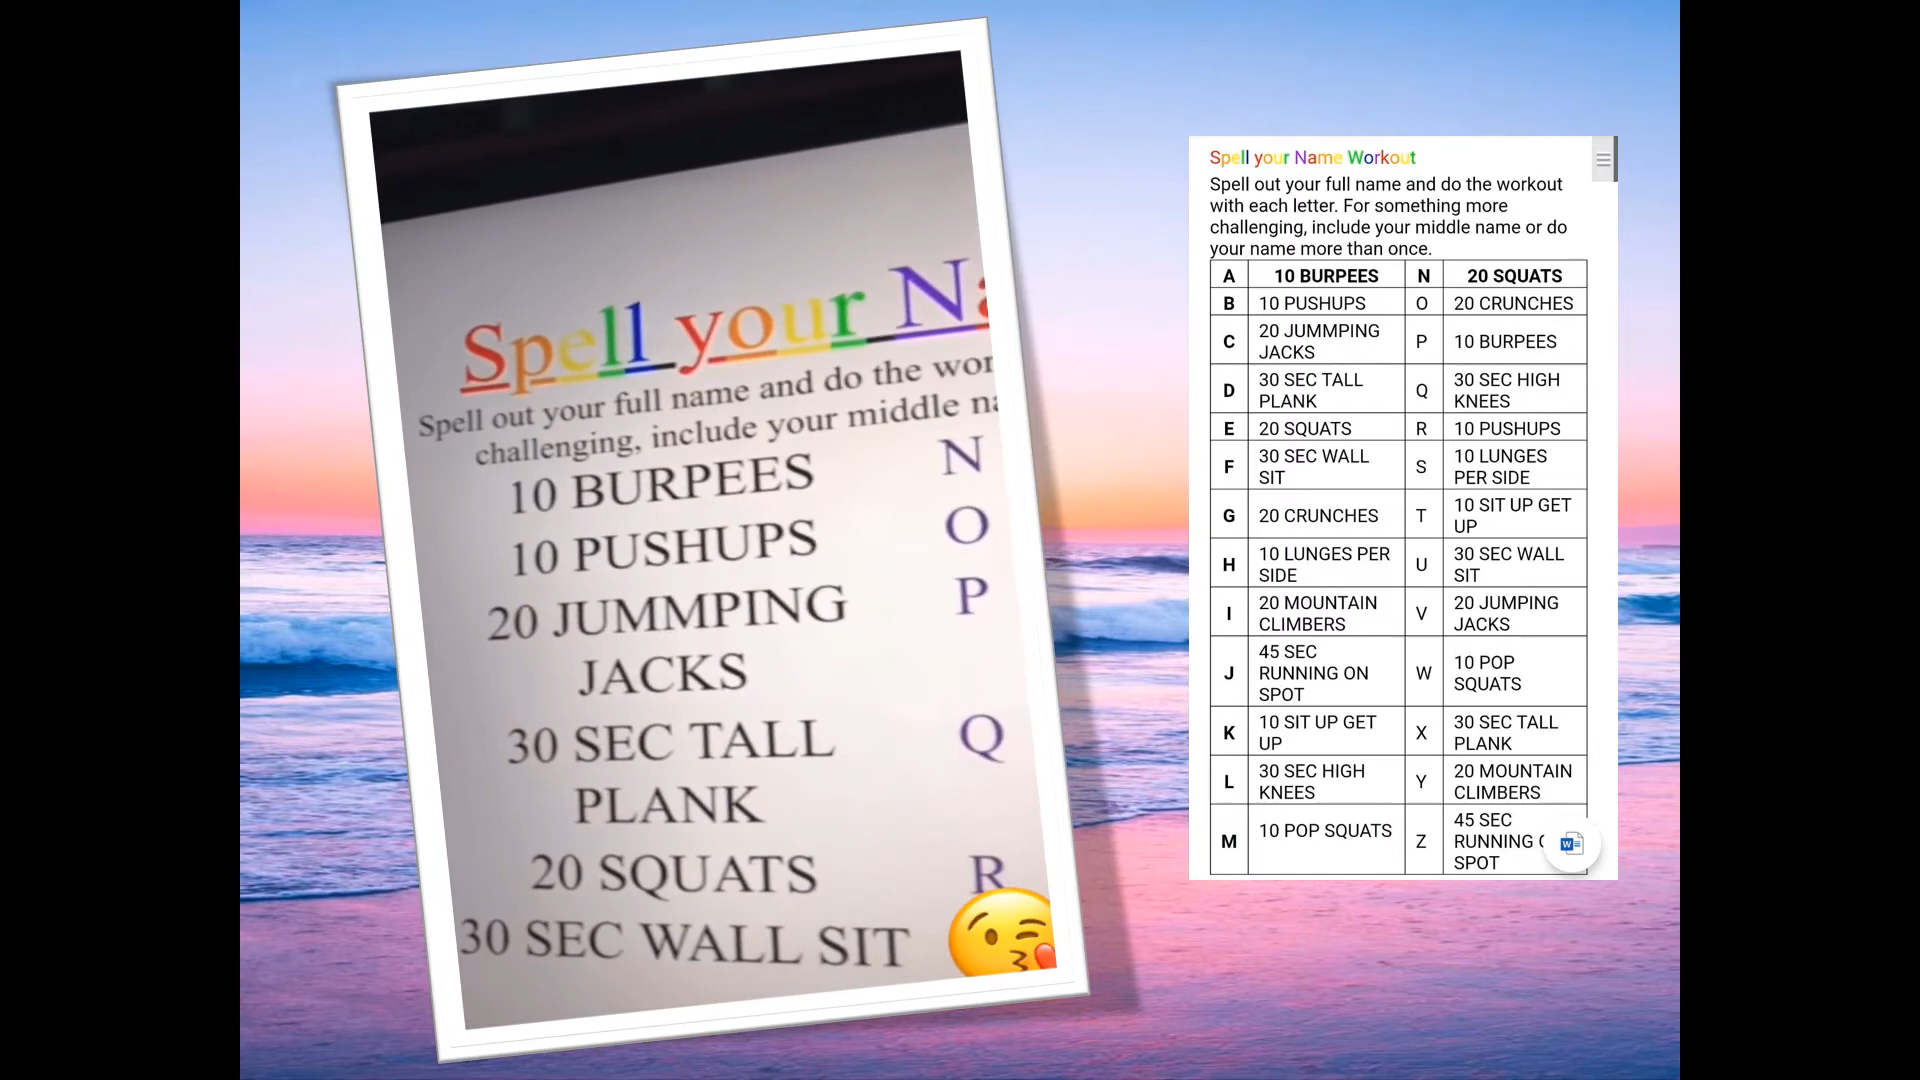 Spell your Na
Spell out your full name and do the wor
challenging, include your middle na
10 BURPEES N
10 PUSHUPS O
20 JUMMPING P
JACKS
30 SEC TALL Q
PLANK
20 SQUATS R
30 SEC WALL SIT
Spell your Name Workout
Spell out your full name and do the workout
with each letter. For something more
challenging, include your middle name or do
your name more than once.
A 10 BURPEES N 20 SQUATS
B 10 PUSHUPS O 20 CRUNCHES
C 20 JUMMPING JACKS P 10 BURPEES
D 30 SEC TALL PLANK Q 30 SEC HIGH KNEES
E 20 SQUATS R 10 PUSHUPS
F 30 SEC WALL SIT S 10 LUNGES PER SIDE
G 20 CRUNCHES T 10 SIT UP GET UP
H 10 LUNGES PER SIDE U 30 SEC WALL SIT
I 20 MOUNTAIN CLIMBERS V 20 JUMPING JACKS
J 45 SEC RUNNING ON SPOT W 10 POP SQUATS
K 10 SIT UP GET UP X 30 SEC TALL PLANK
L 30 SEC HIGH KNEES Y 20 MOUNTAIN CLIMBERS
M 10 POP SQUATS Z 45 SEC RUNNING SPOT